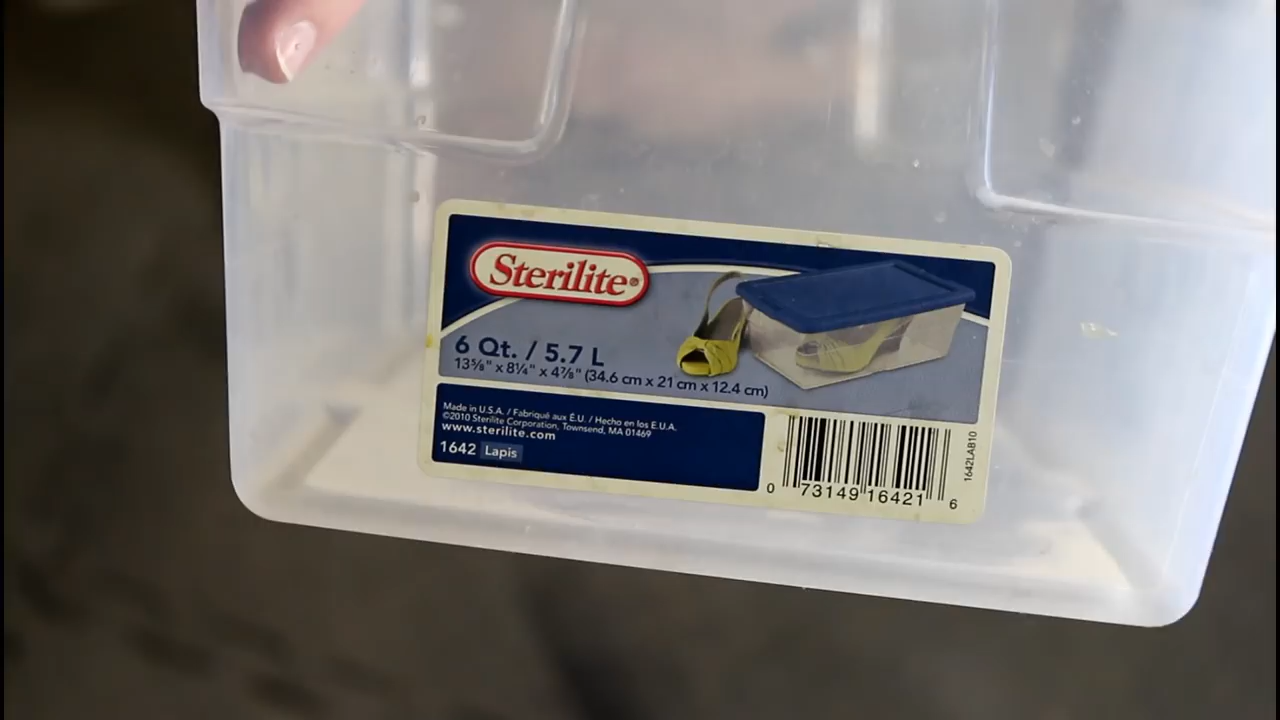 Sterilite®
6 Qt. / 5.7 L
13⅝" x 8¼" x 4⅞" (34.6 cm x 21 cm x 12.4 cm)
Made in U.S.A. / Fabriqué aux É.U. / Hecho en los E.U.A.
©2010 Sterilite Corporation, Townsend, MA 01469
www.sterilite.com
1642 Lapis
1642LAB10
0 73149 16421 6